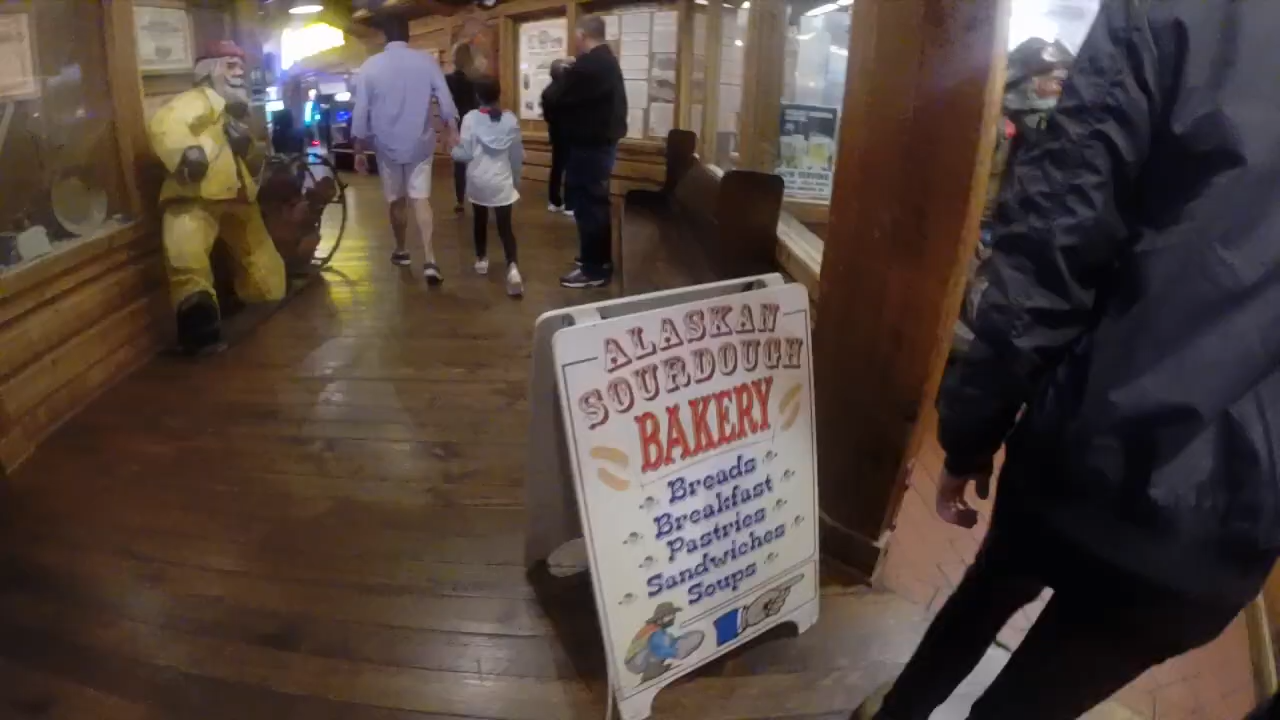 ALASKAN
SOURDOUGH
BAKERY
Breads
Breakfast
Pastries
Sandwiches
Soups